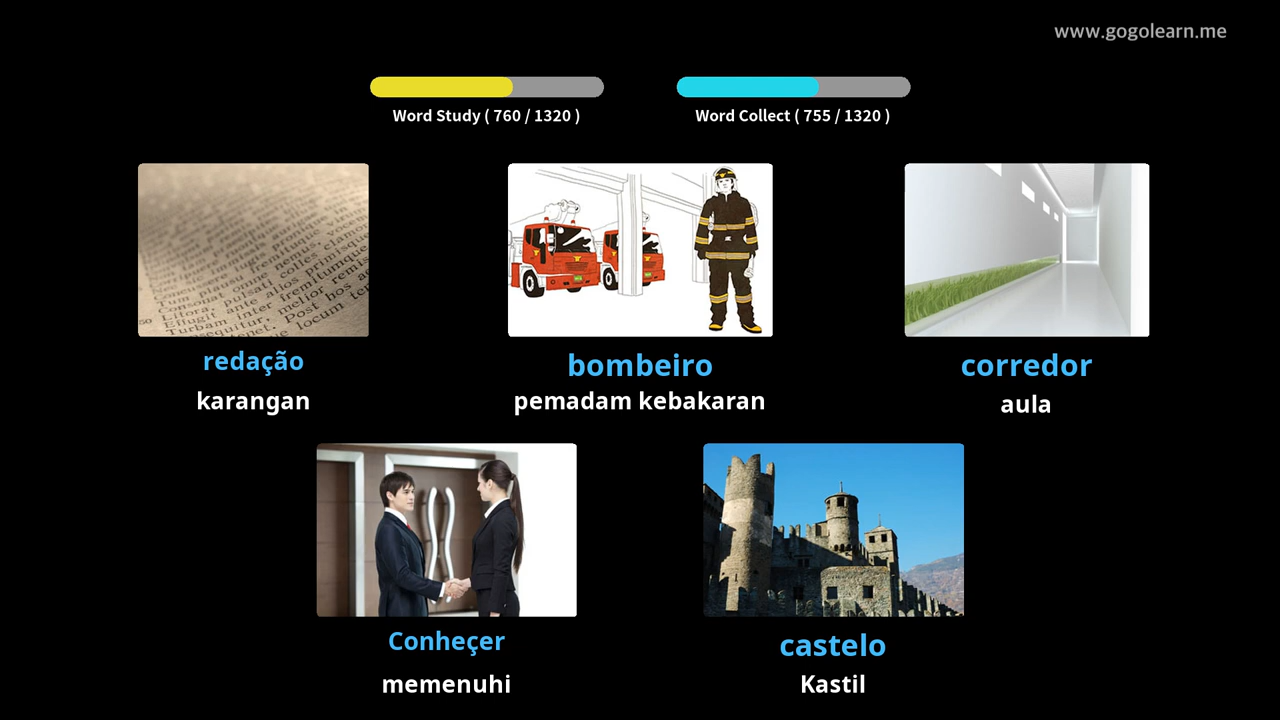 www.gogolearn.me
Word Study ( 760 / 1320 )
Word Collect ( 755 / 1320 )
redação
karangan
bombeiro
pemadam kebakaran
corredor
aula
Conheçer
memenuhi
castelo
Kastil